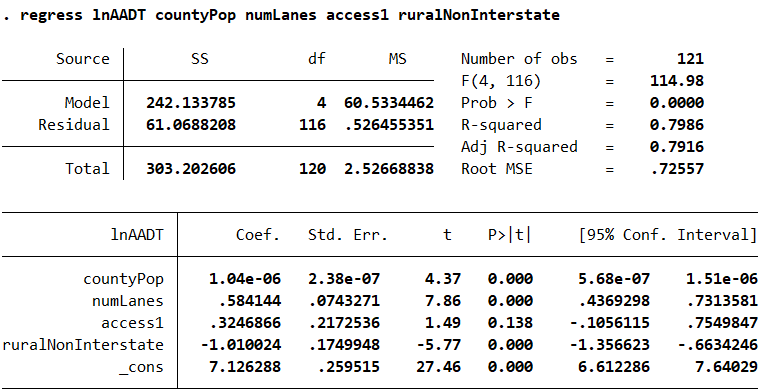 . regress lnAADT countyPop numLanes access1 ruralNonInterstate
Source SS df MS Number of obs = 121
F(4, 116) = 114.98
Model 242.133785 4 60.5334462 Prob > F = 0.0000
Residual 61.0688208 116 .526455351 R-squared = 0.7986
Adj R-squared = 0.7916
Total 303.202606 120 2.52668838 Root MSE = .72557
lnAADT Coef. Std. Err. t P>|t| [95% Conf. Interval]
countyPop 1.04e-06 2.38e-07 4.37 0.000 5.68e-07 1.51e-06
numLanes .584144 .0743271 7.86 0.000 .4369298 .7313581
access1 .3246866 .2172536 1.49 0.138 -.1056115 .7549847
ruralNonInterstate -1.010024 .1749948 -5.77 0.000 -1.356623 -.6634246
_cons 7.126288 .259515 27.46 0.000 6.612286 7.64029